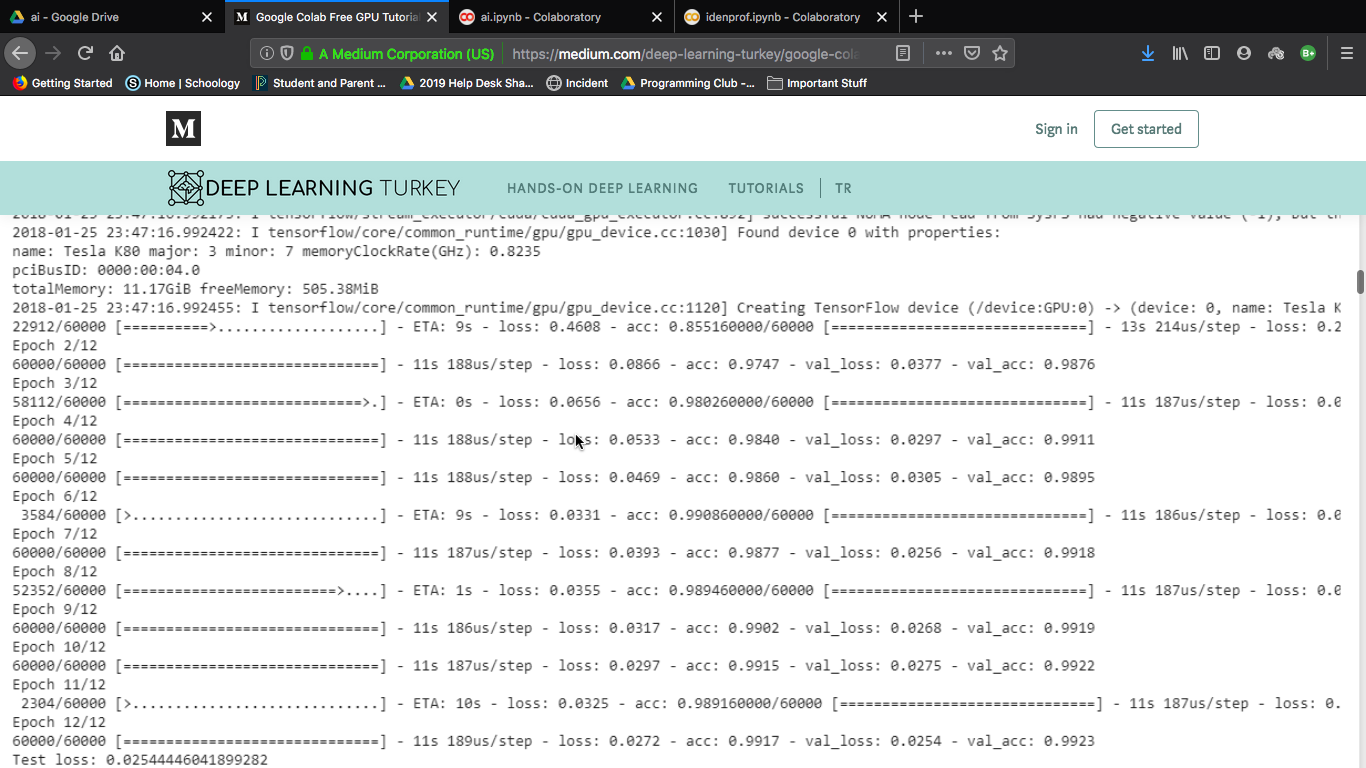 ai – Google Drive
Google Colab Free GPU Tutorial
ai.ipynb - Colaboratory
idenprof.ipynb - Colaboratory
A Medium Corporation (US)
https://medium.com/deep-learning-turkey/google-cola
Getting Started
Home | Schoology
Student and Parent ...
2019 Help Desk Sha...
Incident
Programming Club -...
Important Stuff
M
Sign in
Get started
DEEP LEARNING TURKEY
HANDS-ON DEEP LEARNING
TUTORIALS
TR
2018-01-25 23:47:16.992422: I tensorflow/core/common_runtime/gpu/gpu_device.cc:1030] Found device 0 with properties:
name: Tesla K80 major: 3 minor: 7 memoryClockRate(GHz): 0.8235
pciBusID: 0000:00:04.0
totalMemory: 11.17GiB freeMemory: 505.38MiB
2018-01-25 23:47:16.992455: I tensorflow/core/common_runtime/gpu/gpu_device.cc:1120] Creating TensorFlow device (/device:GPU:0) -> (device: 0, name: Tesla K
22912/60000 [==========>...................] - ETA: 9s - loss: 0.4608 - acc: 0.855160000/60000 [==============================] - 13s 214us/step - loss: 0.2
Epoch 2/12
60000/60000 [==============================] - 11s 188us/step - loss: 0.0866 - acc: 0.9747 - val_loss: 0.0377 - val_acc: 0.9876
Epoch 3/12
58112/60000 [============================>.] - ETA: 0s - loss: 0.0656 - acc: 0.980260000/60000 [==============================] - 11s 187us/step - loss: 0.0
Epoch 4/12
60000/60000 [==============================] - 11s 188us/step - loss: 0.0533 - acc: 0.9840 - val_loss: 0.0297 - val_acc: 0.9911
Epoch 5/12
60000/60000 [==============================] - 11s 188us/step - loss: 0.0469 - acc: 0.9860 - val_loss: 0.0305 - val_acc: 0.9895
Epoch 6/12
3584/60000 [>.............................] - ETA: 9s - loss: 0.0331 - acc: 0.990860000/60000 [==============================] - 11s 186us/step - loss: 0.0
Epoch 7/12
60000/60000 [==============================] - 11s 187us/step - loss: 0.0393 - acc: 0.9877 - val_loss: 0.0256 - val_acc: 0.9918
Epoch 8/12
52352/60000 [=========================>....] - ETA: 1s - loss: 0.0355 - acc: 0.989460000/60000 [==============================] - 11s 187us/step - loss: 0.0
Epoch 9/12
60000/60000 [==============================] - 11s 186us/step - loss: 0.0317 - acc: 0.9902 - val_loss: 0.0268 - val_acc: 0.9919
Epoch 10/12
60000/60000 [==============================] - 11s 187us/step - loss: 0.0297 - acc: 0.9915 - val_loss: 0.0275 - val_acc: 0.9922
Epoch 11/12
2304/60000 [>.............................] - ETA: 10s - loss: 0.0325 - acc: 0.989160000/60000 [==============================] - 11s 187us/step - loss: 0.
Epoch 12/12
60000/60000 [==============================] - 11s 189us/step - loss: 0.0272 - acc: 0.9917 - val_loss: 0.0254 - val_acc: 0.9923
Test loss: 0.02544446041899282